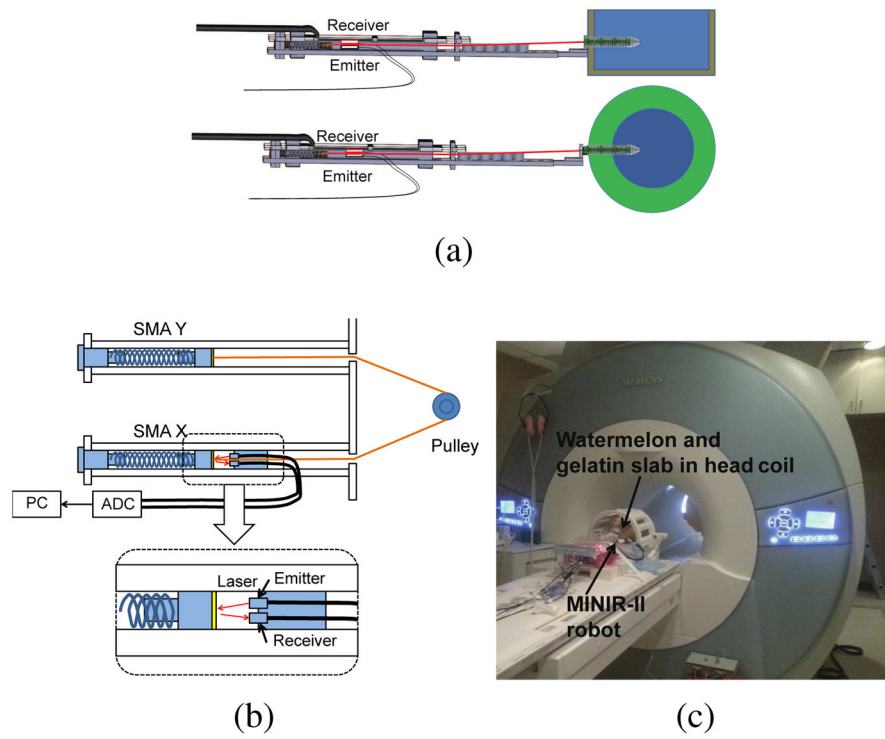 Receiver
Emitter
Receiver
Emitter
(a)
SMA Y
SMA X
Pulley
PC
ADC
Laser
Emitter
Receiver
(b)
SIEMENS
Watermelon and
gelatin slab in head coil
MINIR-II
robot
(c)